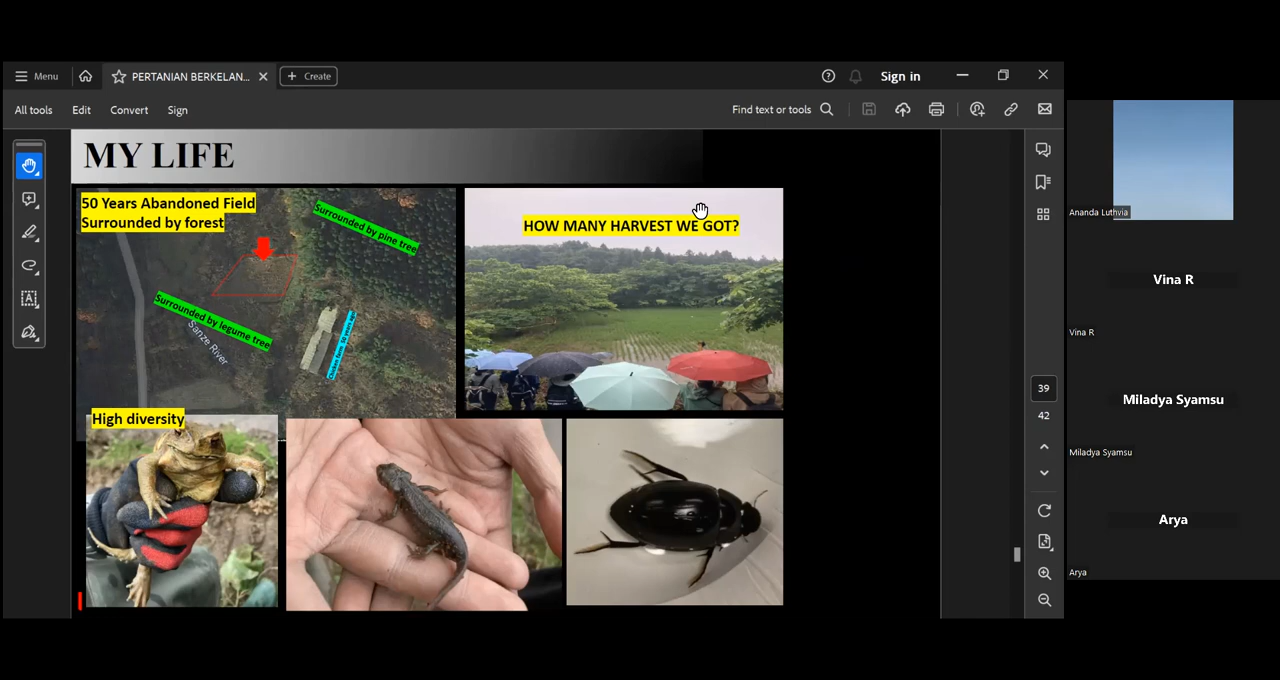 Menu
PERTANIAN BERKELAN...
Create
Sign in
All tools
Edit
Convert
Sign
Find text or tools
MY LIFE
50 Years Abandoned Field
Surrounded by forest
Surrounded by pine tree
Surrounded by legume tree
Sanze River
HOW MANY HARVEST WE GOT?
High diversity
39
42
Ananda Luthvia
Vina R
Vina R
Miladya Syamsu
Miladya Syamsu
Arya
Arya